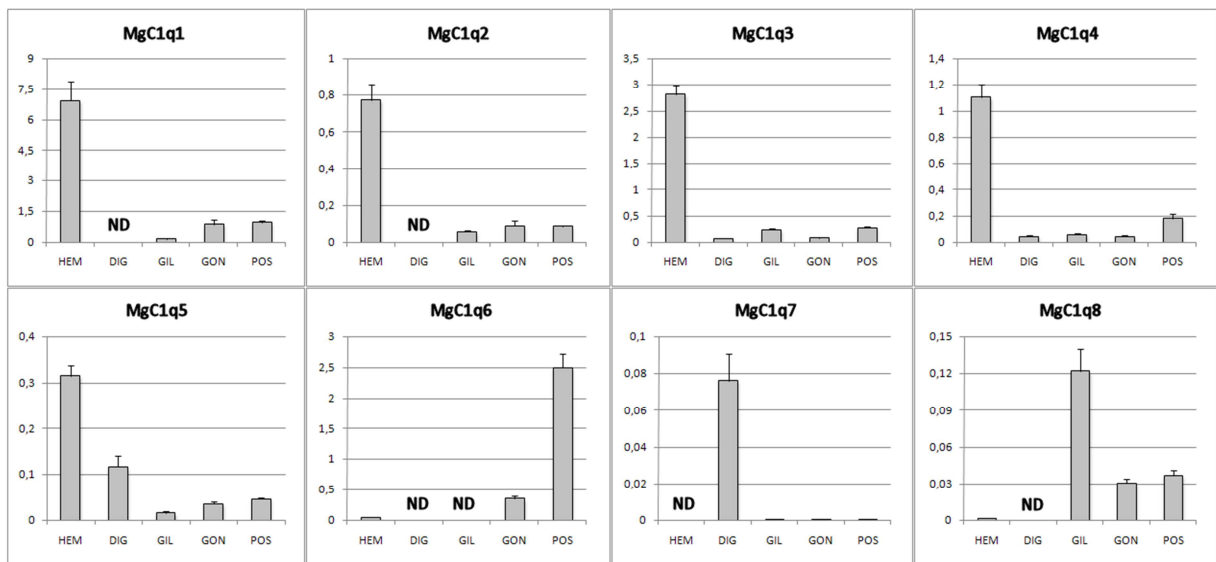 MgC1q1
9
7,5
6
4,5
3
1,5
0
ND
HEM DIG GIL GON POS
MgC1q2
1
0,8
0,6
0,4
0,2
0
ND
HEM DIG GIL GON POS
MgC1q3
3,5
3
2,5
2
1,5
1
0,5
0
HEM DIG GIL GON POS
MgC1q4
1,4
1,2
1
0,8
0,6
0,4
0,2
0
HEM DIG GIL GON POS
MgC1q5
0,4
0,3
0,2
0,1
0
HEM DIG GIL GON POS
MgC1q6
3
2,5
2
1,5
1
0,5
0
ND ND
HEM DIG GIL GON POS
MgC1q7
0,1
0,08
0,06
0,04
0,02
0
ND
HEM DIG GIL GON POS
MgC1q8
0,15
0,12
0,09
0,06
0,03
0
ND
HEM DIG GIL GON POS